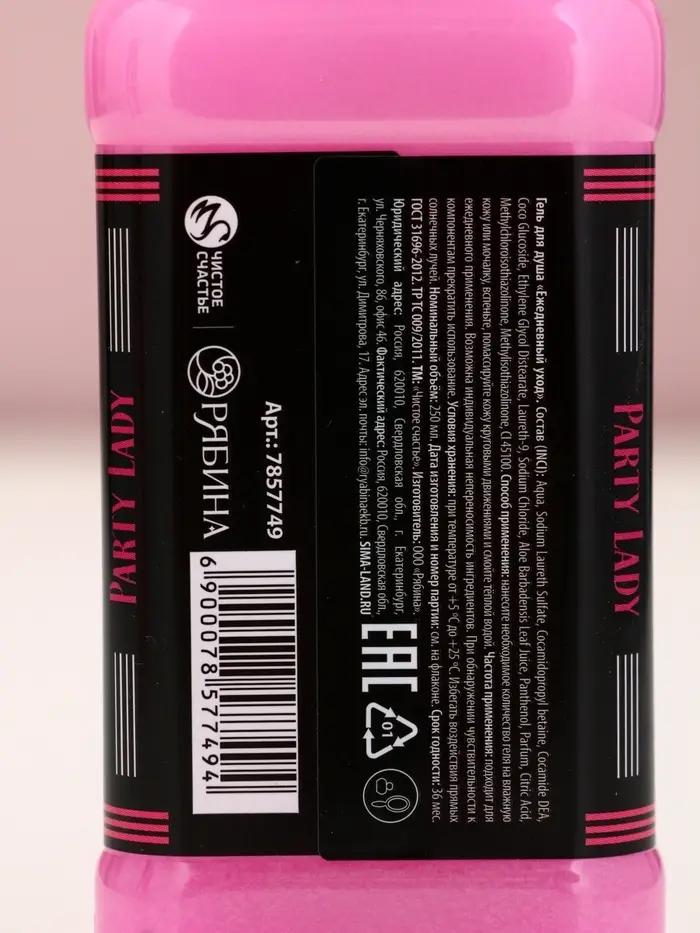 PARTY LADY
Гель для душа «Ежедневный уход». Состав (INCI): Aqua, Sodium Laureth Sulfate, Cocamidopropyl betaine, Cocamide DEA,
Coco Glucoside, Ethylene Glycol Distearate, Laureth-9, Sodium Chloride, Aloe Barbadensis Leaf Juice, Panthenol, Parfum, Citric Acid,
Methylchloroisothiazolinone, Methylisothiazolinone, CI 45100. Способ применения: нанесите необходимое количество геля на влажную
кожу или мочалку, вспеньте, помассируйте кожу круговыми движениями и смойте тёплой водой. Частота применения: подходит для
ежедневного применения. Возможна индивидуальная непереносимость ингредиентов. При обнаружении чувствительности к
компонентам прекратить использование. Условия хранения: при температуре от +5 °С до +25 °С. Избегать воздействия прямых
солнечных лучей. Номинальный объём: 250 мл. Дата изготовления и номер партии: см. на флаконе. Срок годности: 36 мес.
ГОСТ 31696-2012. ТР ТС 009/2011. ТМ: «Чистое счастье». Изготовитель: ООО «Рябина».
Юридический адрес: Россия, 620010, Свердловская обл., г. Екатеринбург,
ул. Черняховского, 86, офис 46. Фактический адрес: Россия, 620010, Свердловская обл.,
г. Екатеринбург, ул. Димитрова, 17. Адрес эл. почты: info@ryabinaekb.ru. SIMA-LAND.RU
EAC
01
Арт.: 7857749
ЧИСТОЕ
СЧАСТЬЕ
РЯБИНА
6 900078 577494
PARTY LADY